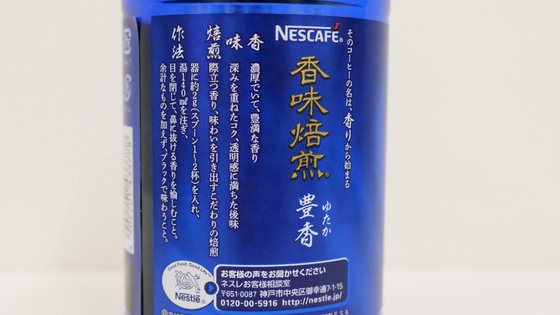 そのコーヒーの名は、香りから始まる
NESCAFÉ®
香味焙煎®
ゆたか
豊香
香 濃厚でいて、豊満な香り
味 深みを重ねたコク、透明感に満ちた後味
焙煎 際立つ香り、味わいを引き出すこだわりの焙煎
作法 器に約2g(スプーン1〜2杯)を入れ、
湯140mlを注ぎ、
目を閉じて、鼻に抜ける香りを愉しむこと。
余計なものを加えず、ブラックで味わうこと。
Good Food, Good Life
Nestlé®
お客様の声をお聞かせください
ネスレお客様相談室
〒651-0087 神戸市中央区御幸通7-1-15
0120-00-5916 http://nestle.jp/